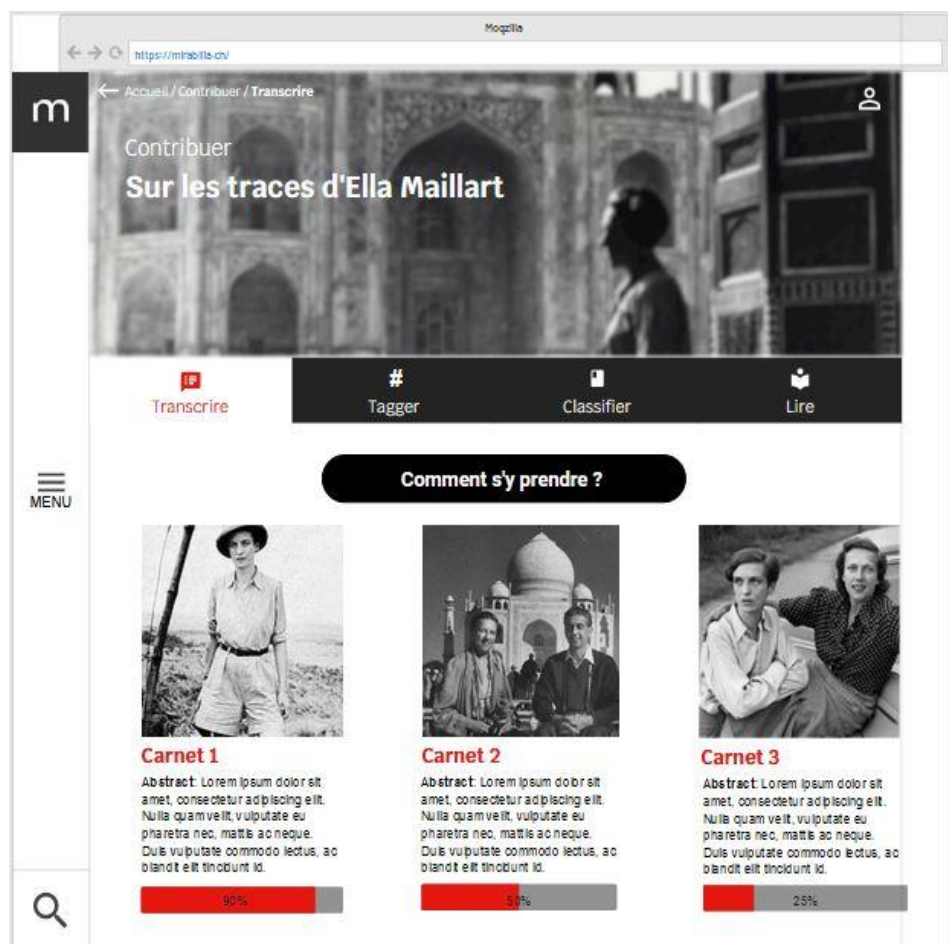 Moqzilla
https://mirabilia-ch/
m
Accueil / Contribuer / Transcrire
Contribuer
Sur les traces d'Ella Maillart
Transcrire
# Tagger
Classifier
Lire
MENU
Comment s'y prendre ?
Carnet 1
Abstract: Lorem ipsum dolor sit
amet, consectetur adipiscing elit.
Nulla quam velit, vulputate eu
pharetra nec, mattis ac neque.
Duis vulputate commodo lectus, ac
blandit elit tincidunt id.
90%
Carnet 2
Abstract: Lorem ipsum dolor sit
amet, consectetur adipiscing elit.
Nulla quam velit, vulputate eu
pharetra nec, mattis ac neque.
Duis vulputate commodo lectus, ac
blandit elit tincidunt id.
50%
Carnet 3
Abstract: Lorem ipsum dolor sit
amet, consectetur adipiscing elit.
Nulla quam velit, vulputate eu
pharetra nec, mattis ac neque.
Duis vulputate commodo lectus, ac
blandit elit tincidunt id.
25%